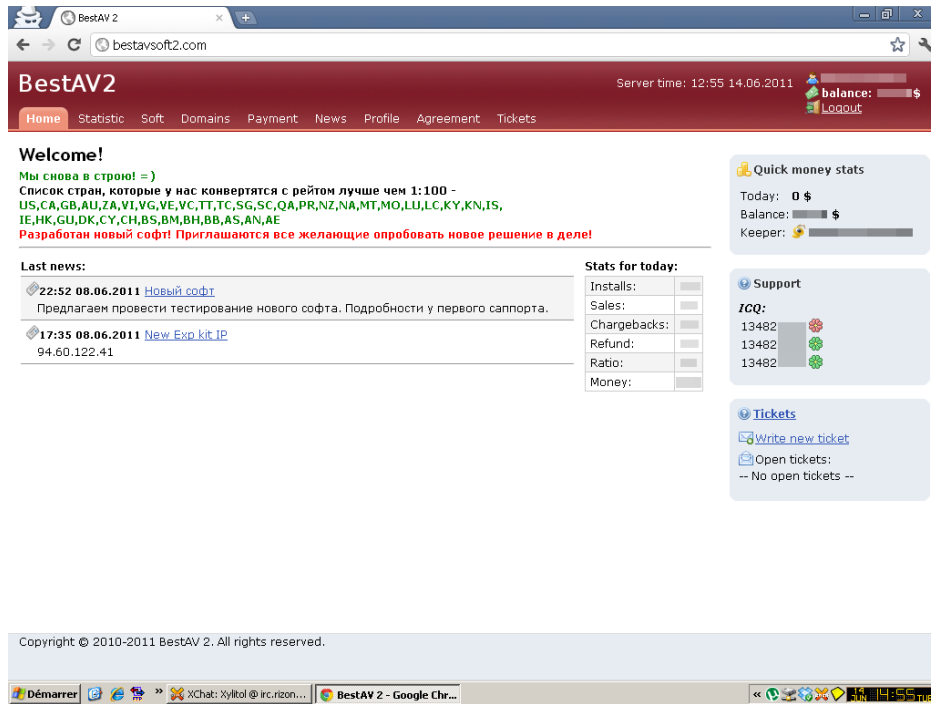 BestAV 2
bestavsoft2.com
BestAV2
Server time: 12:55 14.06.2011
balance: $
Logout
Home Statistic Soft Domains Payment News Profile Agreement Tickets
Welcome!
Мы снова в строю! =)
Список стран, которые у нас конвертятся с рейтом лучше чем 1:100 -
US,CA,GB,AU,ZA,VI,VG,VE,VC,TT,TC,SG,SC,QA,PR,NZ,NA,MT,MO,LU,LC,KY,KN,IS,
IE,HK,GU,DK,CY,CH,BS,BM,BH,BB,AS,AN,AE
Разработан новый софт! Приглашаются все желающие опробовать новое решение в деле!
Last news:
22:52 08.06.2011 Новый софт
Предлагаем провести тестирование нового софта. Подробности у первого саппорта.
17:35 08.06.2011 New Exp kit IP
94.60.122.41
Stats for today:
Installs:
Sales:
Chargebacks:
Refund:
Ratio:
Money:
Quick money stats
Today: 0 $
Balance: $
Keeper:
Support
ICQ:
13482
13482
13482
Tickets
Write new ticket
Open tickets:
-- No open tickets --
Copyright © 2010-2011 BestAV 2. All rights reserved.
Démarrer
XChat: Xylitol @ irc.rizon...
BestAV 2 - Google Chr...
14 JUN 14:55 TUE